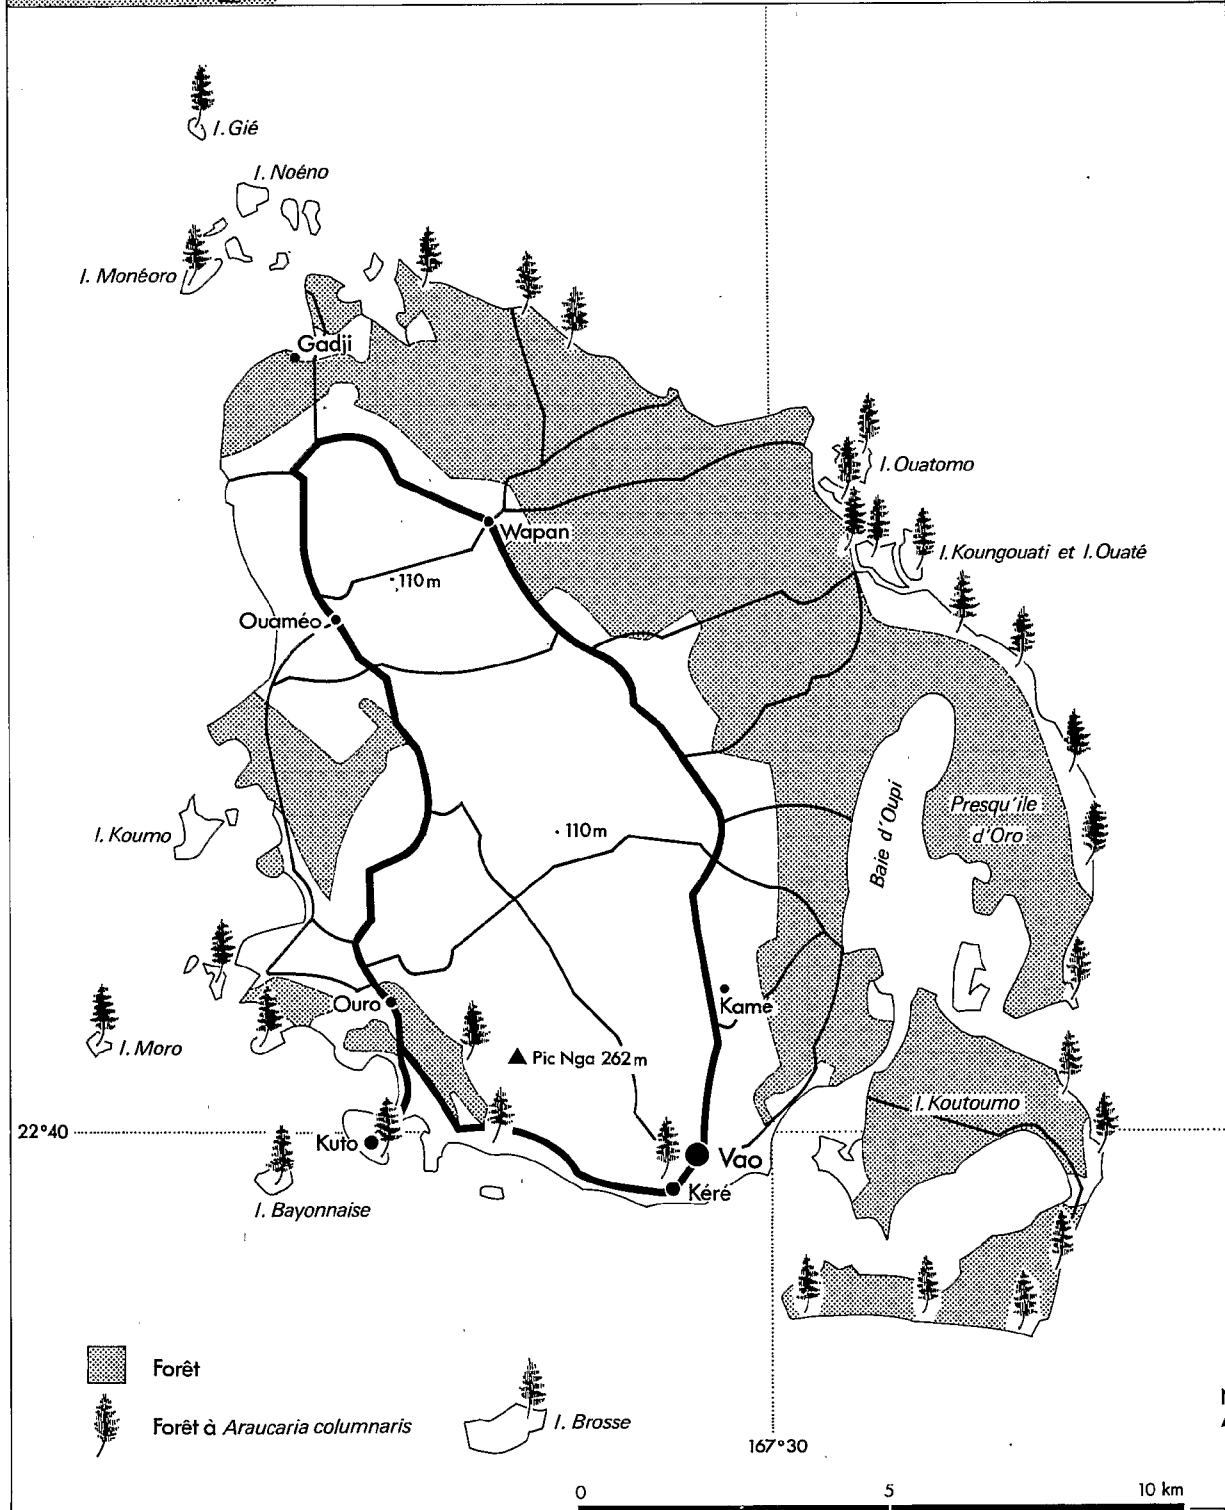 I. Gié
I. Noéno
I. Monéoro
Gadji
I. Ouatomo
Wapan
I. Koungouati et I. Ouaté
110 m
Ouaméo
Baie d'Oupi
Presqu'ile
d'Oro
I. Koumo
110 m
Ouro
Kame
I. Moro
Pic Nga 262 m
I. Koutoumo
22°40
Kuto
Vao
Kéré
I. Bayonnaise
Forêt
Forêt à Araucaria columnaris
I. Brosse
167°30
0 5 10 km